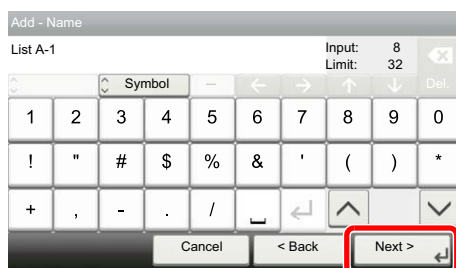 Add - Name
List A-1
Input: 8
Limit: 32
Symbol - ← → ↑ ↓ Del.
1 2 3 4 5 6 7 8 9 0
! " # $ % & ' ( ) *
+ , - . / _
Cancel < Back Next >